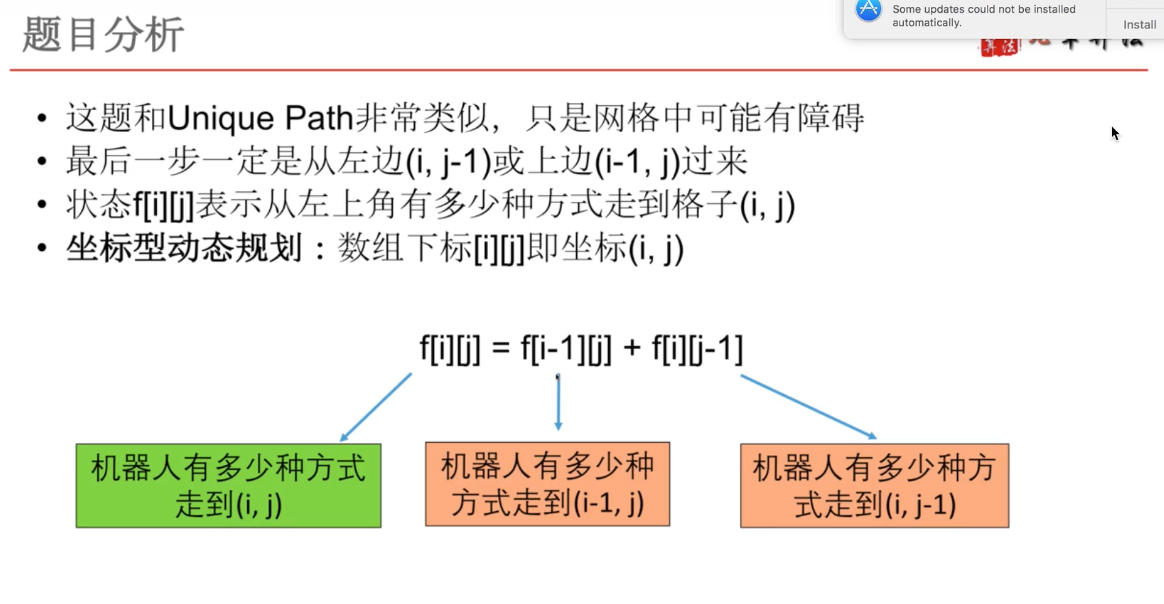 题目分析
Some updates could not be installed
automatically.
Install
算法
• 这题和Unique Path非常类似，只是网格中可能有障碍
• 最后一步一定是从左边(i, j-1)或上边(i-1, j)过来
• 状态f[i][j]表示从左上角有多少种方式走到格子(i, j)
• 坐标型动态规划：数组下标[i][j]即坐标(i, j)
f[i][j] = f[i-1][j] + f[i][j-1]
机器人有多少种方式
走到(i, j)
机器人有多少种
方式走到(i-1, j)
机器人有多少种方
式走到(i, j-1)